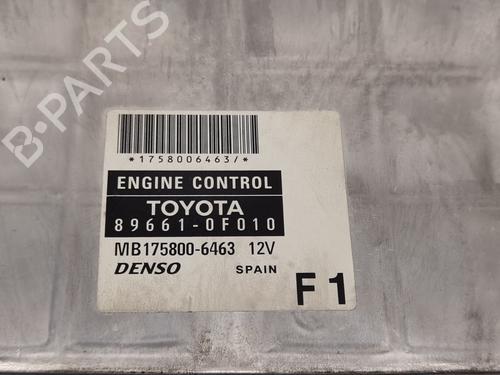 B-PARTS
*1758006463/*
ENGINE CONTROL
TOYOTA
89661-0F010
MB175800-6463 12V
DENSO SPAIN
F1